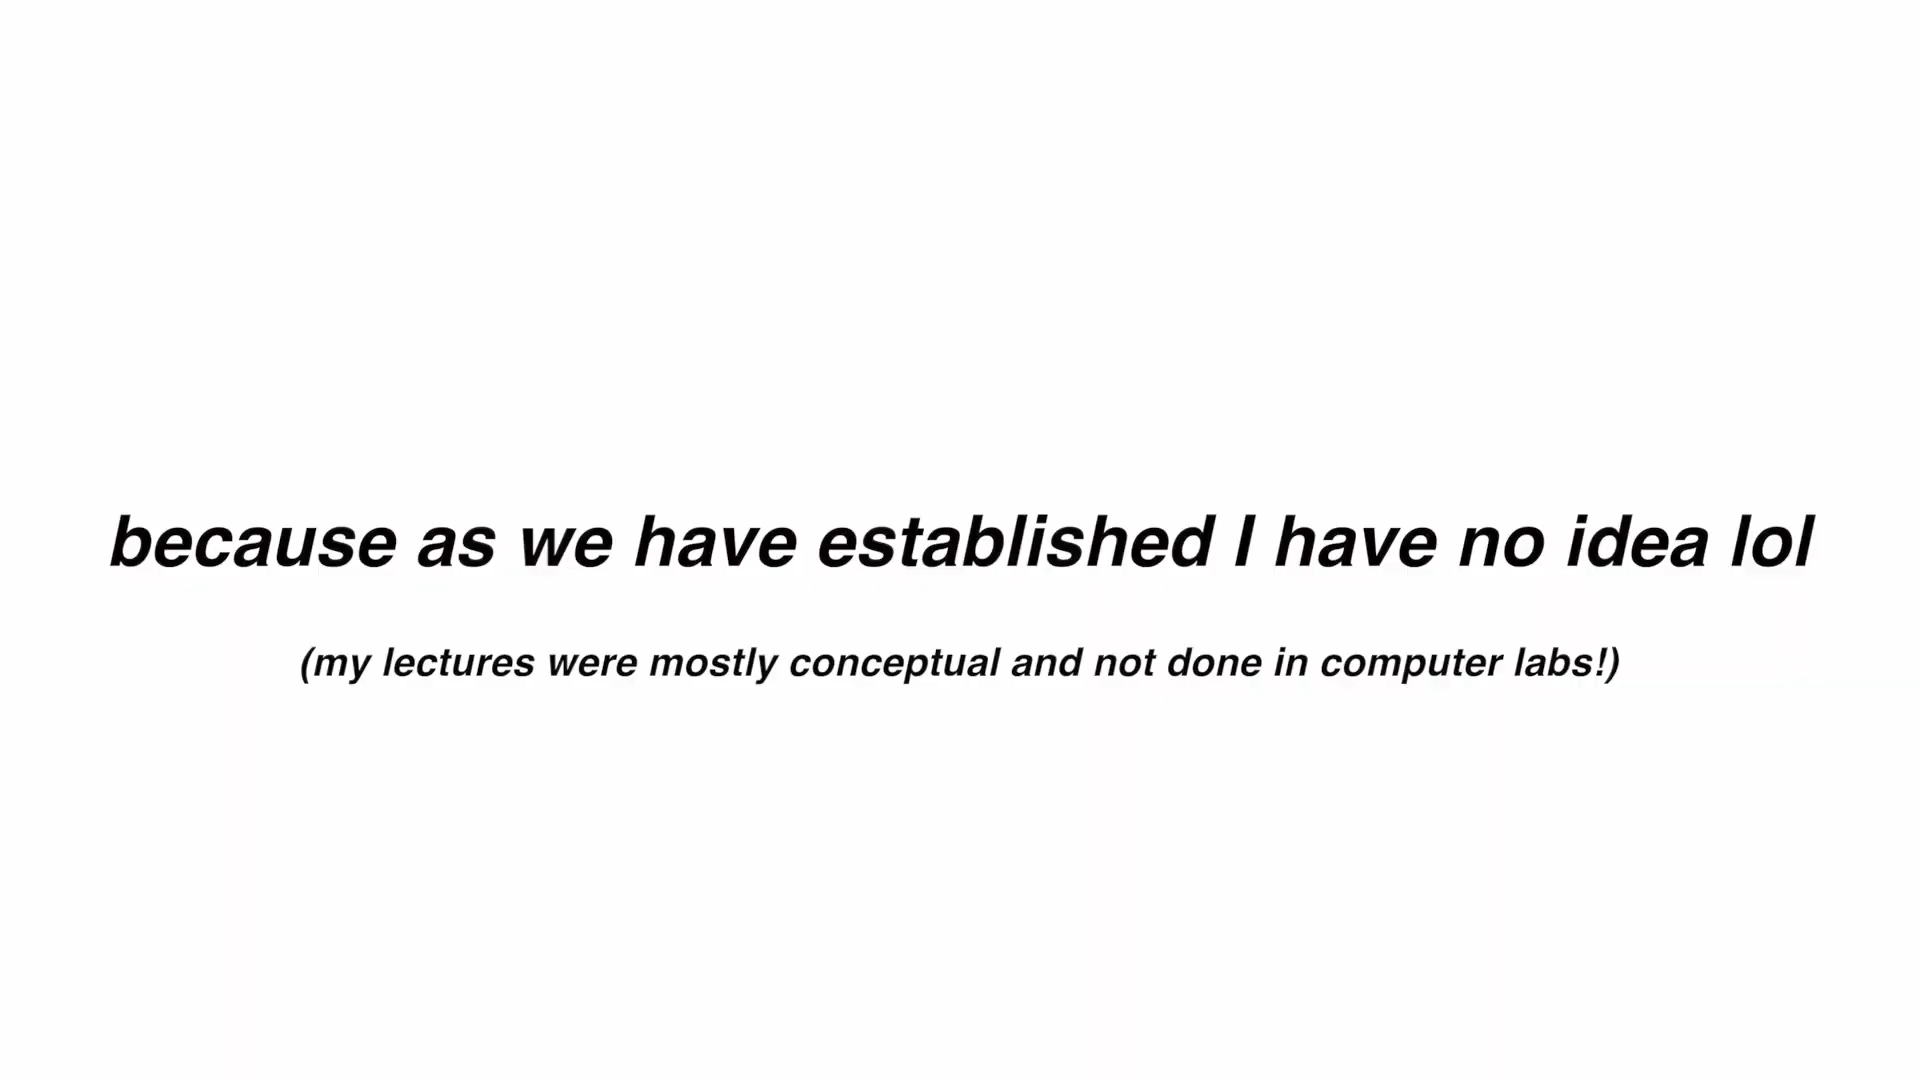 because as we have established I have no idea lol
(my lectures were mostly conceptual and not done in computer labs!)